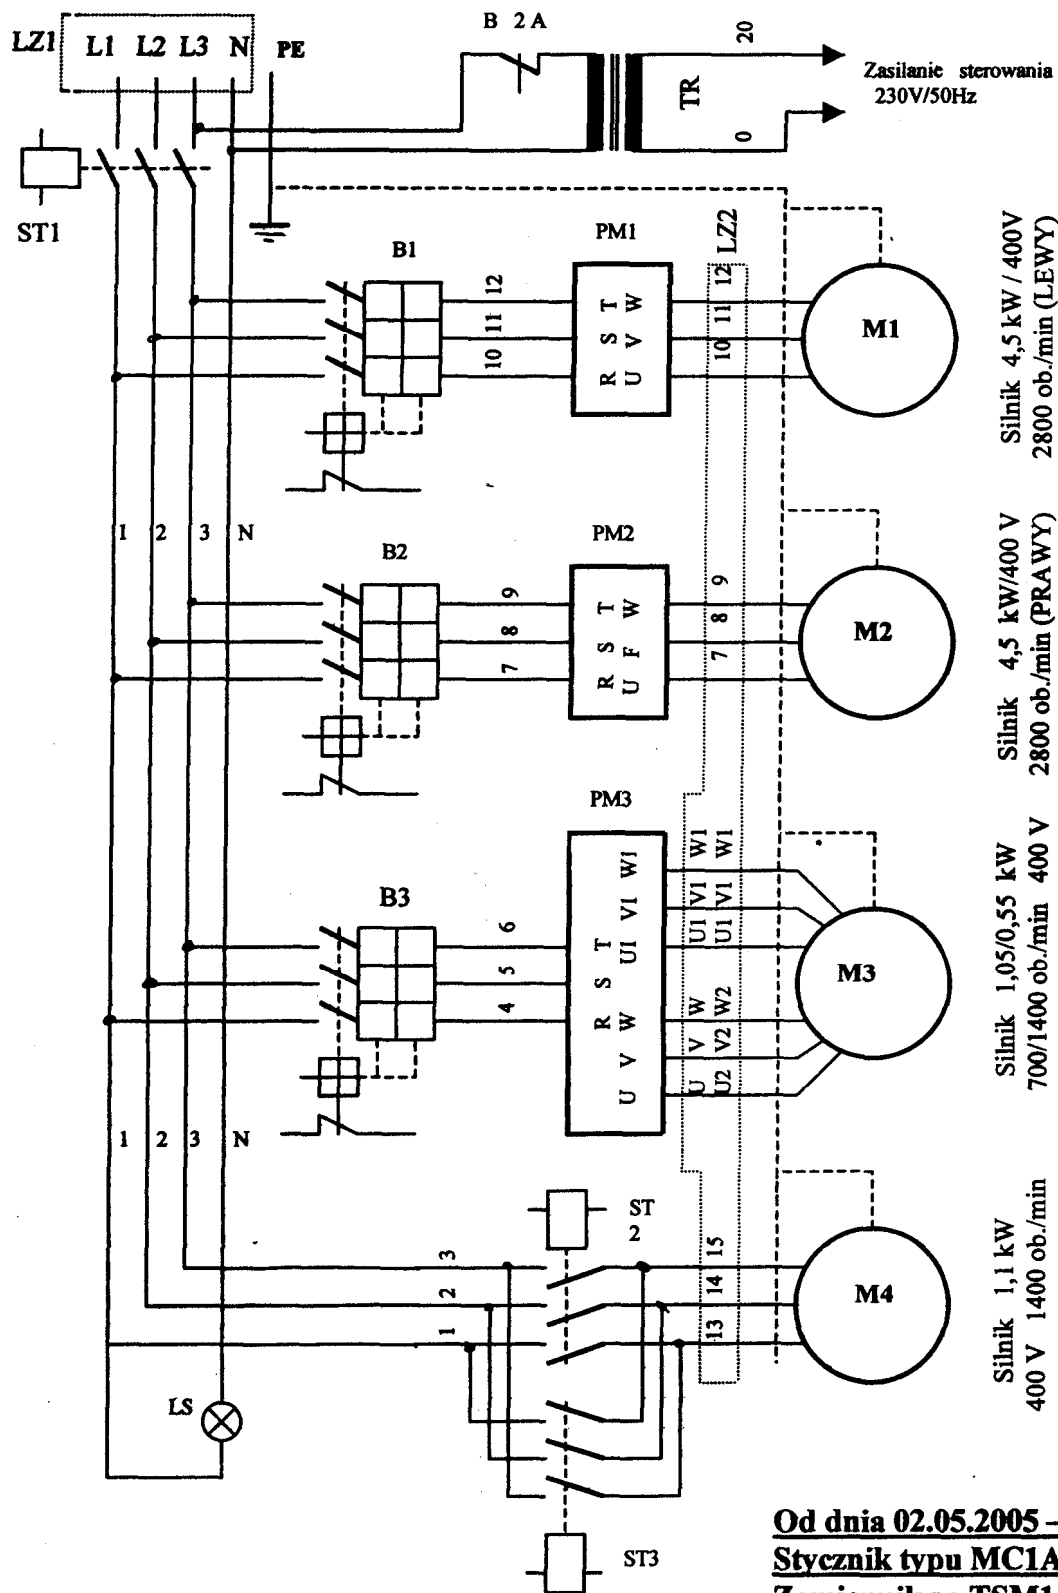 B 2 A
20
LZ1
L1 L2 L3 N
PE
TR
Zasilanie sterowania
230V/50Hz
0
ST1
B1
PM1
LZ2
12
11
10
T W
S V
R U
12
11
10
M1
Silnik 4,5 kW / 400V
2800 ob./min (LEWY)
1 2 3 N
B2
PM2
9
8
7
T W
S F
R U
9
8
7
M2
Silnik 4,5 kW/400 V
2800 ob./min (PRAWY)
B3
PM3
6
5
4
T
S
R
W1
V1
U1
W
V
U
W1 W1
V1 V1
U1 U1
W W2
V V2
U U2
M3
Silnik 1,05/0,55 kW
700/1400 ob./min 400 V
1 2 3 N
ST
2
3
2
1
15
14
13
M4
Silnik 1,1 kW
400 V 1400 ob./min
LS
ST3
Od dnia 02.05.2005 –
Stycznik typu MC1A